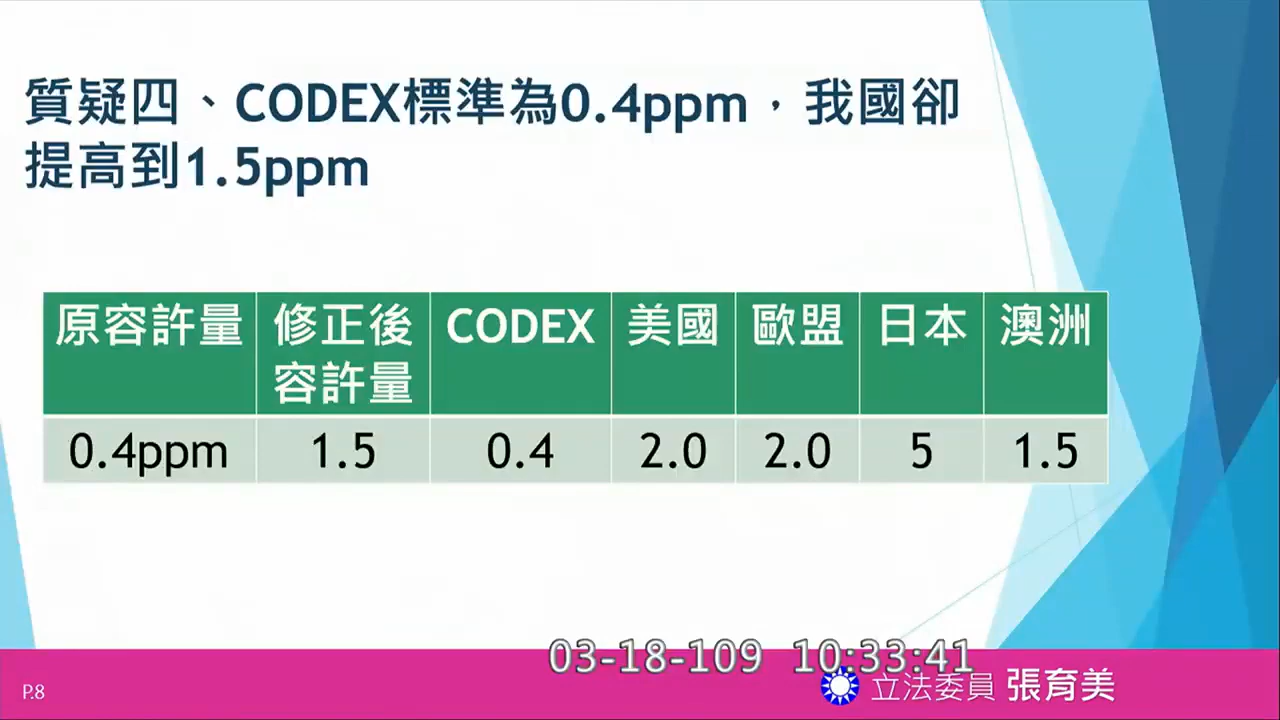 質疑四、CODEX標準為0.4ppm，我國卻
提高到1.5ppm
原容許量 修正後容許量 CODEX 美國 歐盟 日本 澳洲
0.4ppm 1.5 0.4 2.0 2.0 5 1.5
03-18-109 10:33:41
P.8
立法委員 張育美